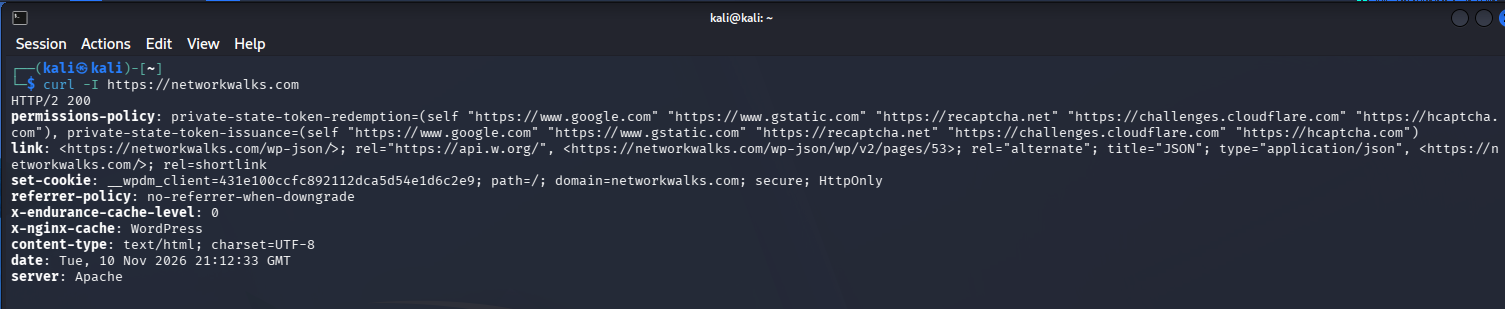 kali@kali: ~
Session Actions Edit View Help
┌──(kali㉿kali)-[~]
└─$ curl -I https://networkwalks.com
HTTP/2 200
permissions-policy: private-state-token-redemption=(self "https://www.google.com" "https://www.gstatic.com" "https://recaptcha.net" "https://challenges.cloudflare.com" "https://hcaptcha.
com"), private-state-token-issuance=(self "https://www.google.com" "https://www.gstatic.com" "https://recaptcha.net" "https://challenges.cloudflare.com" "https://hcaptcha.com")
link: <https://networkwalks.com/wp-json/>; rel="https://api.w.org/", <https://networkwalks.com/wp-json/wp/v2/pages/53>; rel="alternate"; title="JSON"; type="application/json", <https://n
etworkwalks.com/>; rel=shortlink
set-cookie: __wpdm_client=431e100ccfc892112dca5d54e1d6c2e9; path=/; domain=networkwalks.com; secure; HttpOnly
referrer-policy: no-referrer-when-downgrade
x-endurance-cache-level: 0
x-nginx-cache: WordPress
content-type: text/html; charset=UTF-8
date: Tue, 10 Nov 2026 21:12:33 GMT
server: Apache